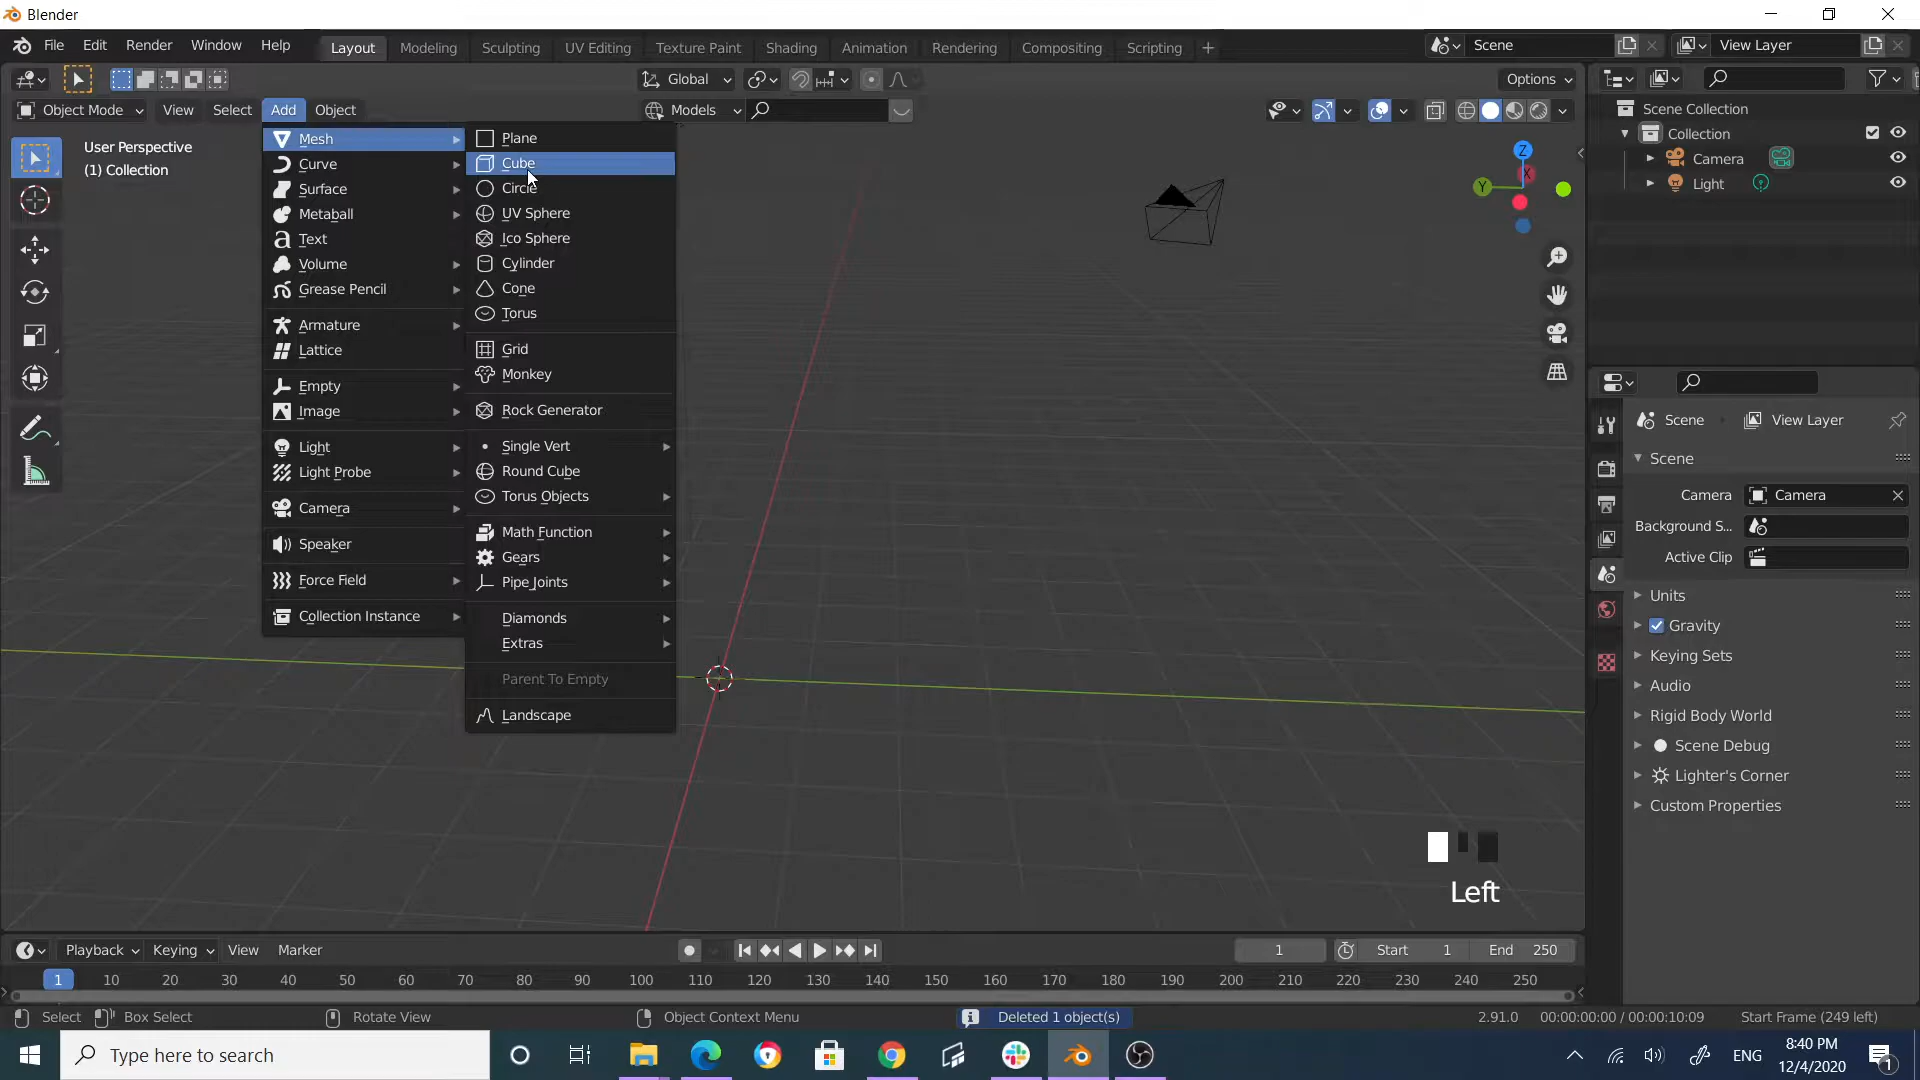 Blender
File Edit Render Window Help Layout Modeling Sculpting UV Editing Texture Paint Shading Animation Rendering Compositing Scripting + Scene View Layer
Global Options
Object Mode View Select Add Object Models
User Perspective
(1) Collection
Mesh
Curve
Surface
Metaball
Text
Volume
Grease Pencil
Armature
Lattice
Empty
Image
Light
Light Probe
Camera
Speaker
Force Field
Collection Instance
Plane
Cube
Circle
UV Sphere
Ico Sphere
Cylinder
Cone
Torus
Grid
Monkey
Rock Generator
Single Vert
Round Cube
Torus Objects
Math Function
Gears
Pipe Joints
Diamonds
Extras
Parent To Empty
Landscape
Z
X
Y
Left
Scene Collection
Collection
Camera
Light
Scene View Layer
Scene
Camera Camera
Background S...
Active Clip
Units
Gravity
Keying Sets
Audio
Rigid Body World
Scene Debug
Lighter's Corner
Custom Properties
Playback Keying View Marker 1 Start 1 End 250
1 10 20 30 40 50 60 70 80 90 100 110 120 130 140 150 160 170 180 190 200 210 220 230 240 250
Select Box Select Rotate View Object Context Menu Deleted 1 object(s) 2.91.0 00:00:00:00 / 00:00:10:09 Start Frame (249 left)
Type here to search
ENG
8:40 PM
12/4/2020
1